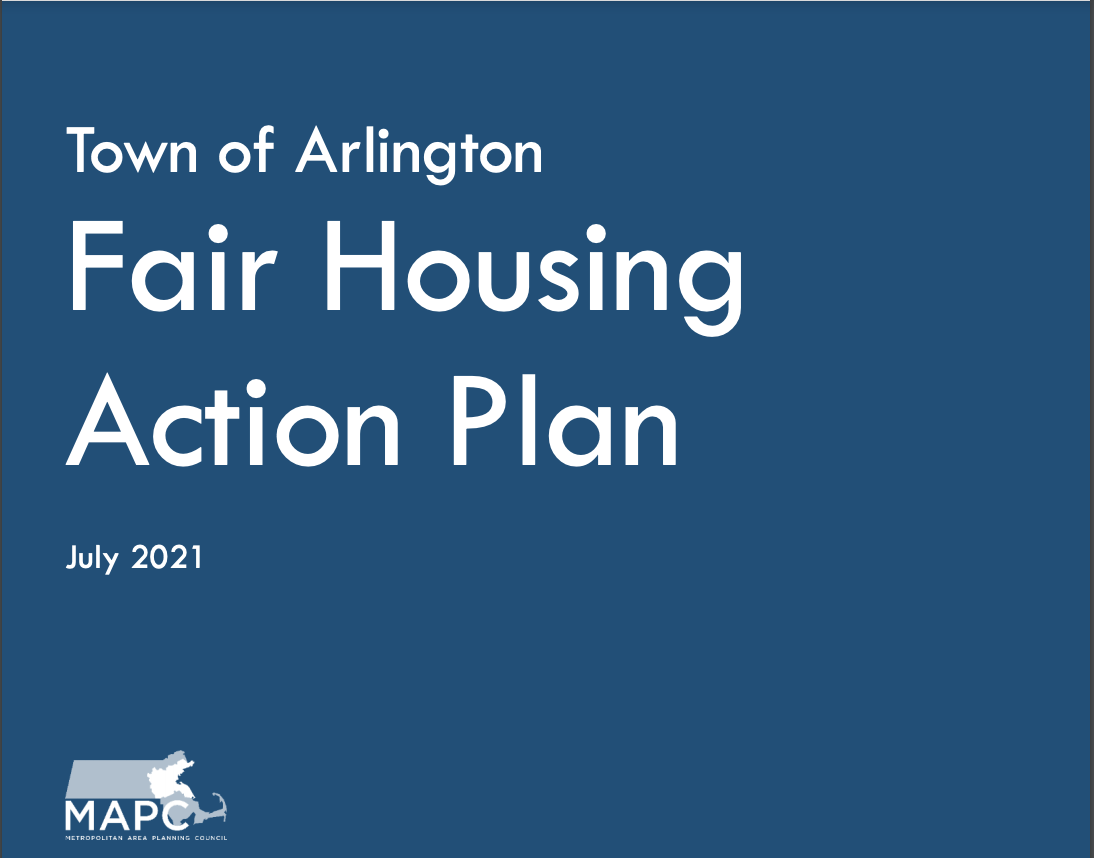 Town of Arlington
Fair Housing
Action Plan
July 2021
MAPC
METROPOLITAN AREA PLANNING COUNCIL